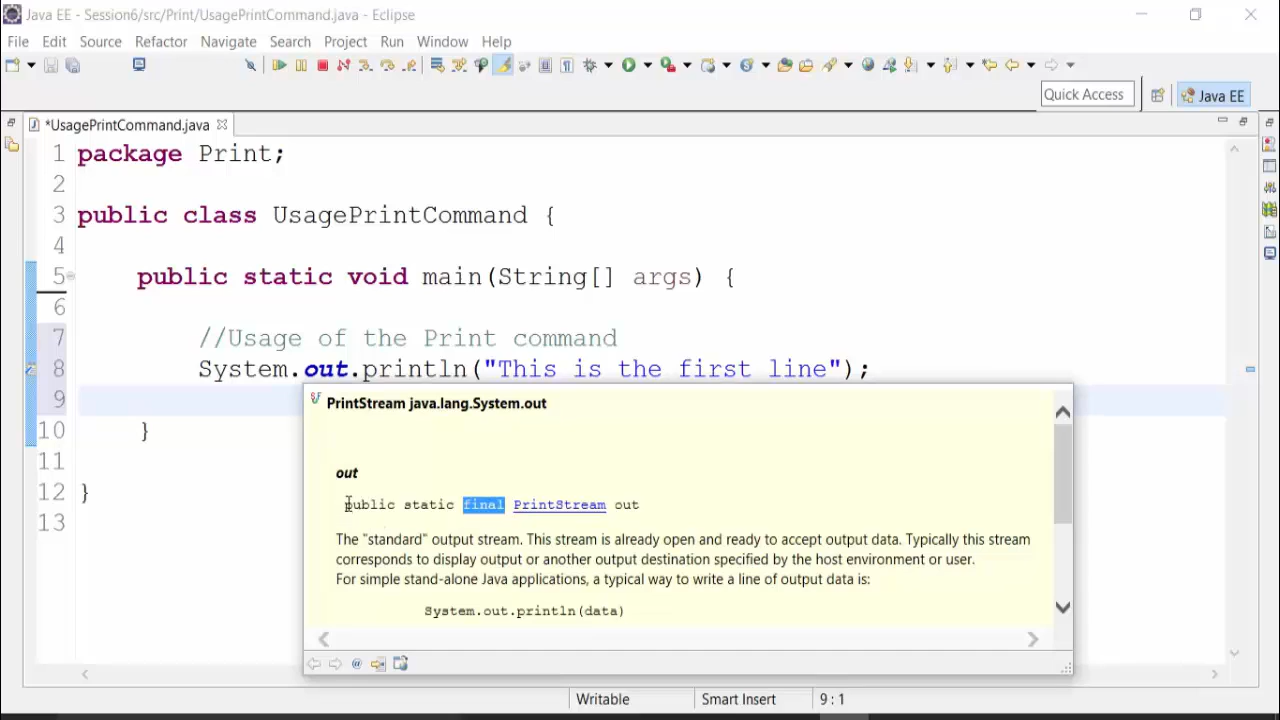 Java EE - Session6/src/Print/UsagePrintCommand.java - Eclipse
File Edit Source Refactor Navigate Search Project Run Window Help
Quick Access
Java EE
*UsagePrintCommand.java
1 package Print;
2
3 public class UsagePrintCommand {
4
5 public static void main(String[] args) {
6
7 //Usage of the Print command
8 System.out.println("This is the first line");
9
10 }
11
12 }
13
PrintStream java.lang.System.out
out
public static final PrintStream out
The "standard" output stream. This stream is already open and ready to accept output data. Typically this stream
corresponds to display output or another output destination specified by the host environment or user.
For simple stand-alone Java applications, a typical way to write a line of output data is:
System.out.println(data)
Writable
Smart Insert
9 : 1